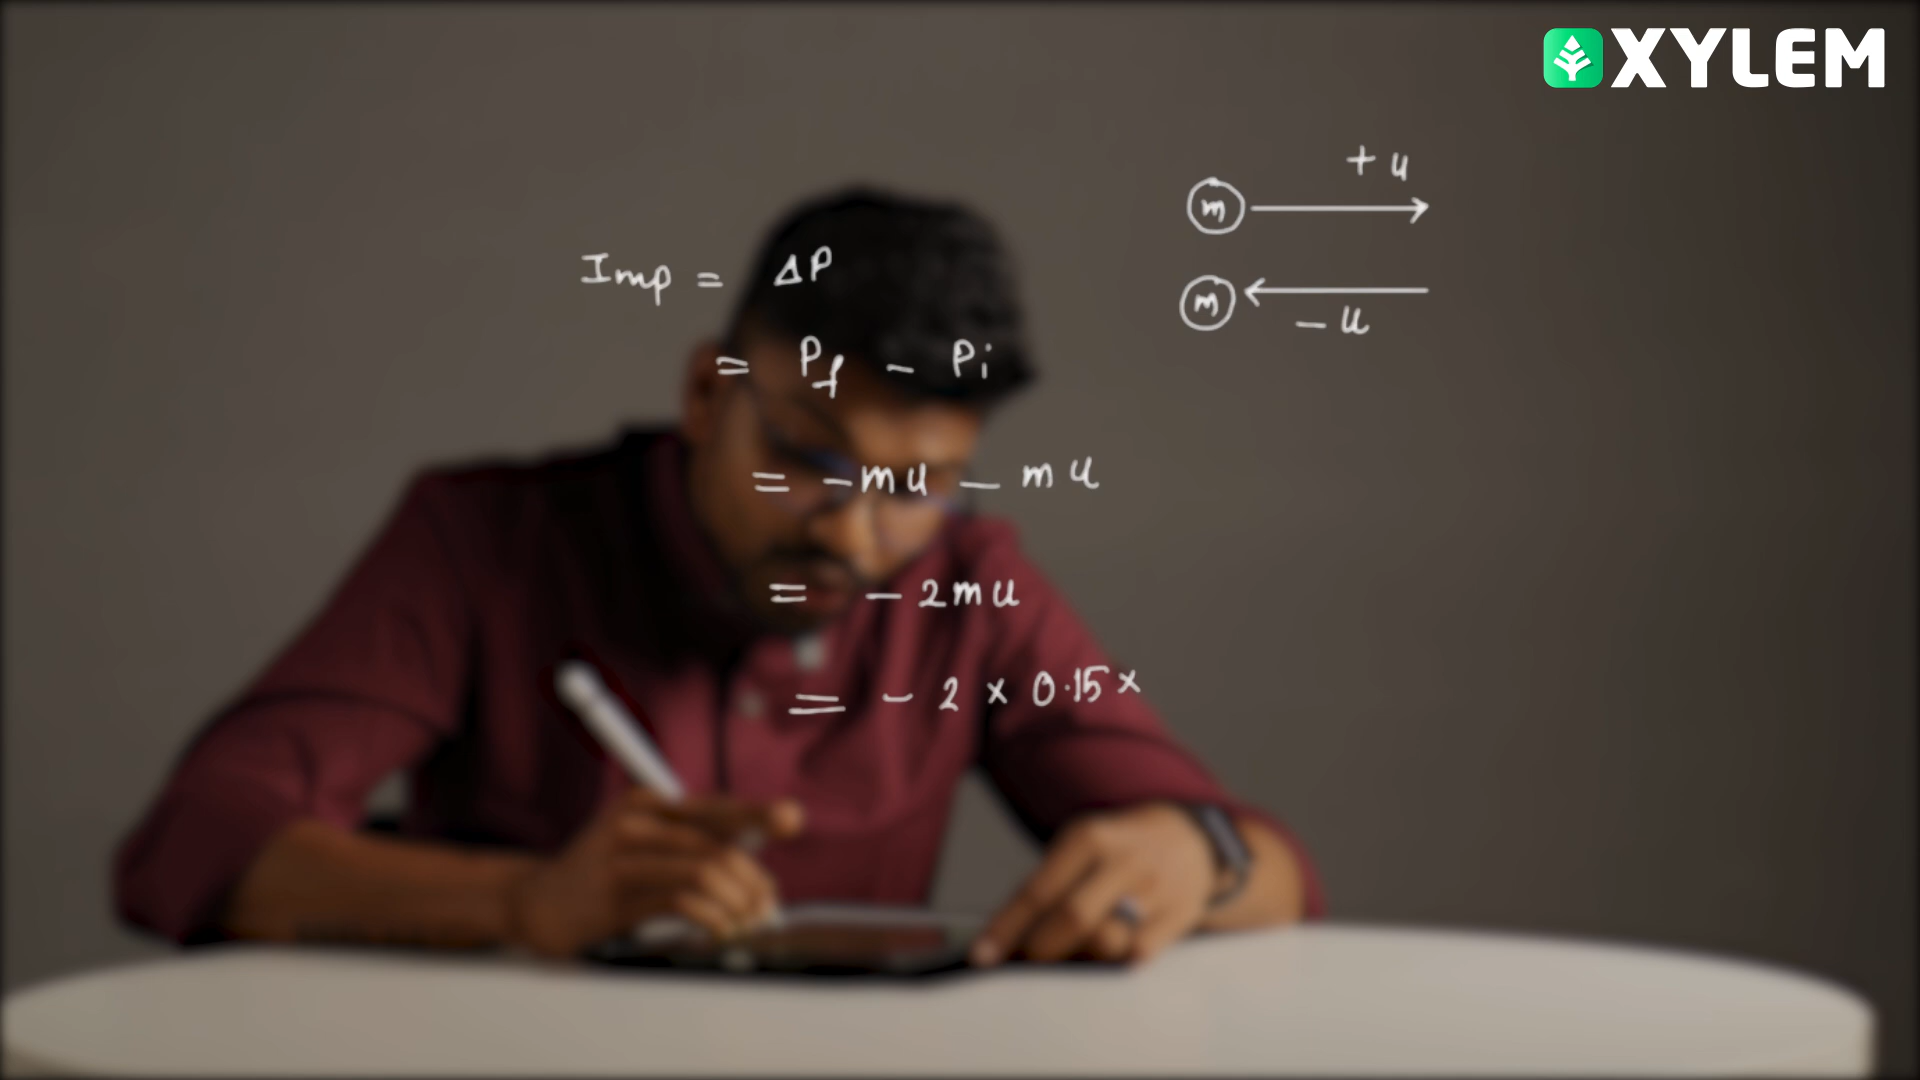 XYLEM
+ u
m
Imp = ΔP
m
- u
= Pf - Pi
= -mu - mu
= - 2mu
= - 2 × 0.15 ×